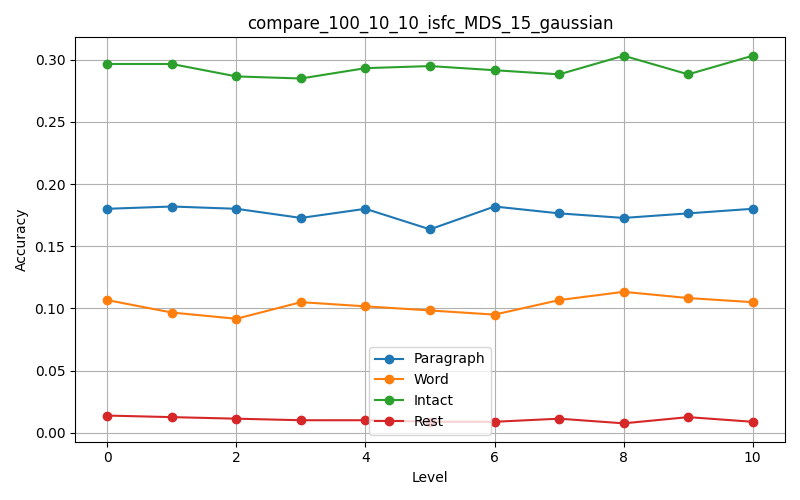 compare_100_10_10_isfc_MDS_15_gaussian
Accuracy
0.30
0.25
0.20
0.15
0.10
0.05
0.00
Paragraph
Word
Intact
Rest
0 2 4 6 8 10
Level